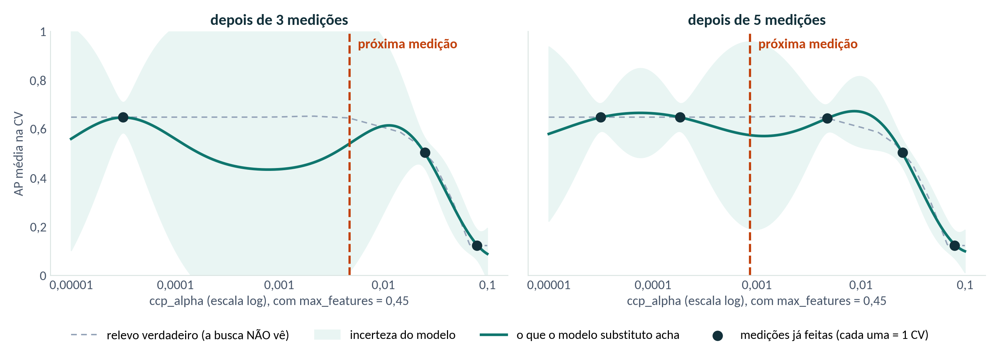 depois de 3 medições
depois de 5 medições
próxima medição
próxima medição
AP média na CV
1
0,8
0,6
0,4
0,2
0
0,00001
0,0001
0,001
0,01
0,1
0,00001
0,0001
0,001
0,01
0,1
ccp_alpha (escala log), com max_features = 0,45
ccp_alpha (escala log), com max_features = 0,45
relevo verdadeiro (a busca NÃO vê)
incerteza do modelo
o que o modelo substituto acha
medições já feitas (cada uma = 1 CV)